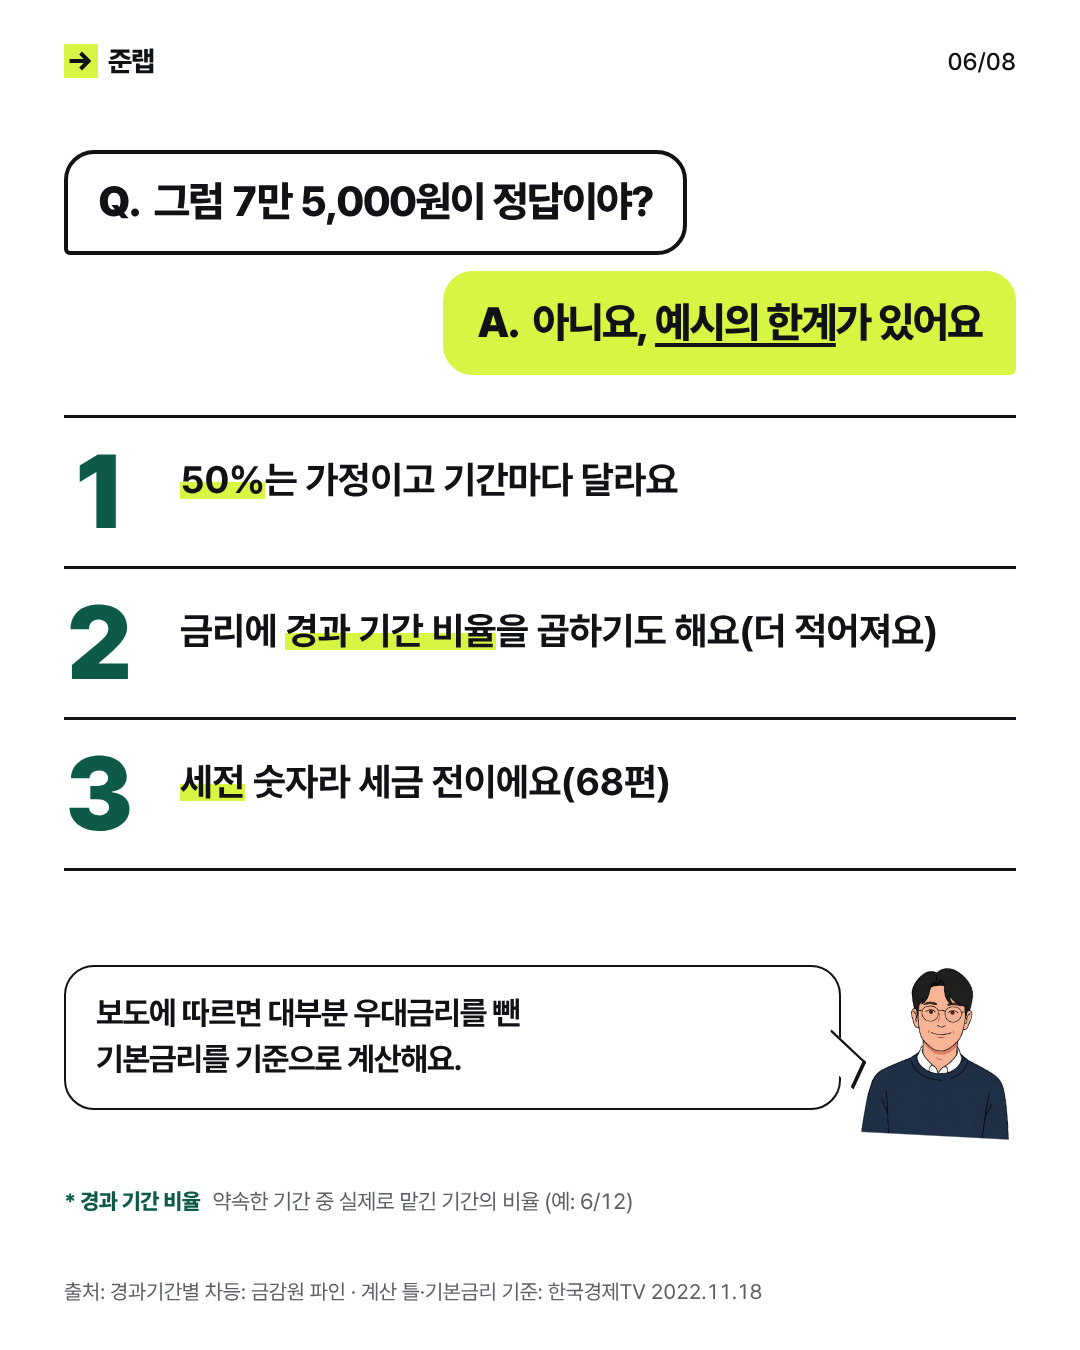 준랩
06/08
Q. 그럼 7만 5,000원이 정답이야?
A. 아니요, 예시의 한계가 있어요
1
50%는 가정이고 기간마다 달라요
2
금리에 경과 기간 비율을 곱하기도 해요(더 적어져요)
3
세전 숫자라 세금 전이에요(68편)
보도에 따르면 대부분 우대금리를 뺀
기본금리를 기준으로 계산해요.
* 경과 기간 비율 약속한 기간 중 실제로 맡긴 기간의 비율 (예: 6/12)
출처: 경과기간별 차등: 금감원 파인 · 계산 틀·기본금리 기준: 한국경제TV 2022.11.18